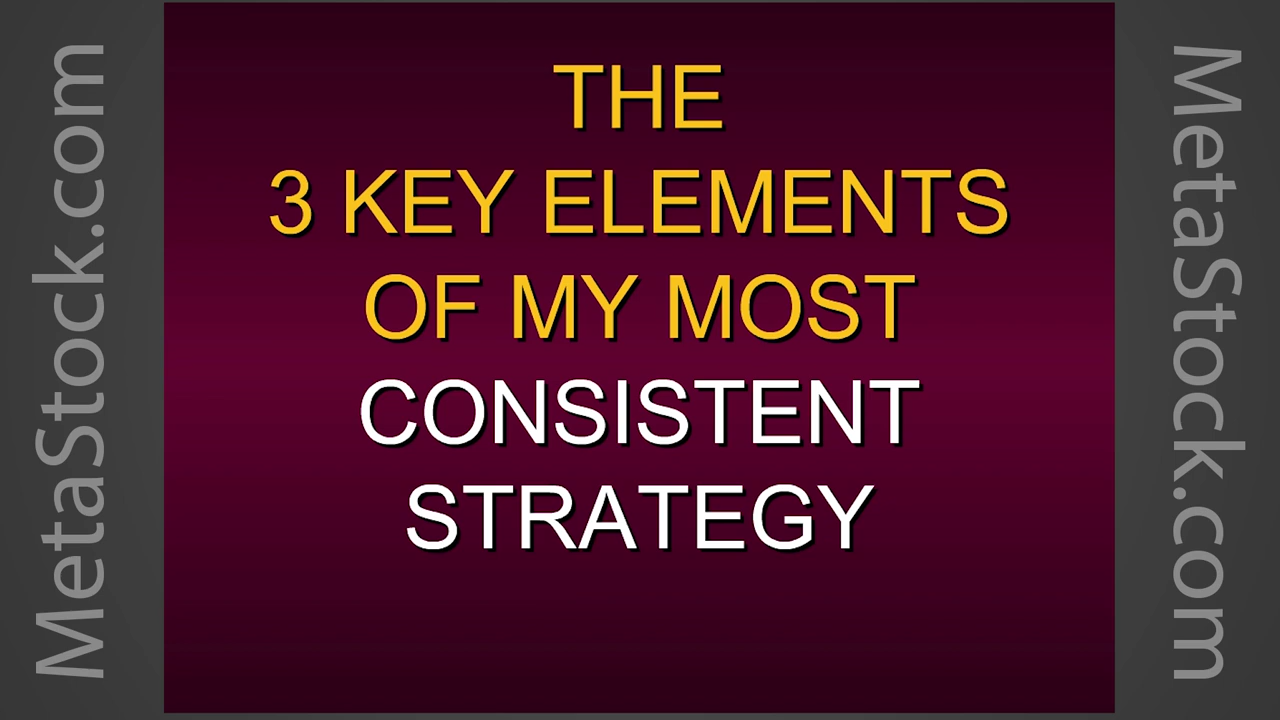 MetaStock.com
THE
3 KEY ELEMENTS
OF MY MOST
CONSISTENT
STRATEGY
MetaStock.com